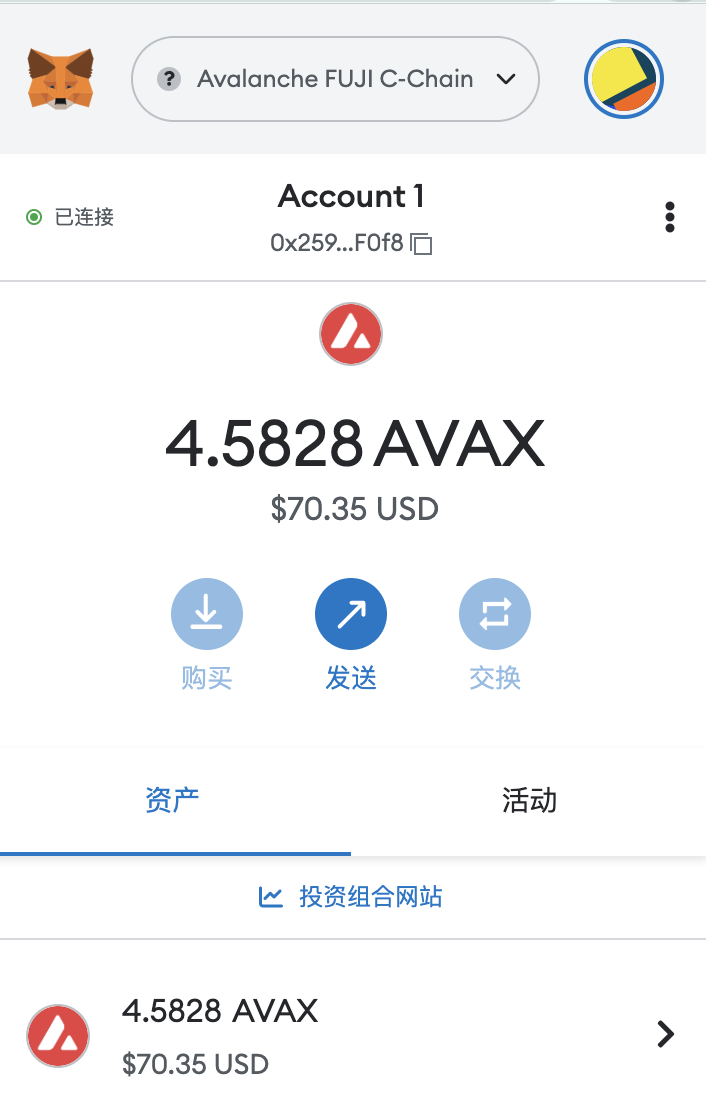 ? Avalanche FUJI C-Chain
Account 1
已连接
0x259...F0f8
4.5828 AVAX
$70.35 USD
购买 发送 交换
资产 活动
投资组合网站
4.5828 AVAX
$70.35 USD